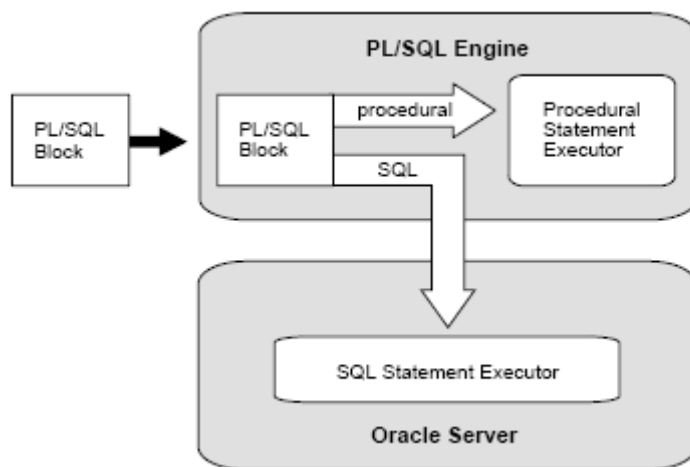 PL/SQL Engine
PL/SQL
Block
PL/SQL
Block
procedural
Procedural
Statement
Executor
SQL
SQL Statement Executor
Oracle Server